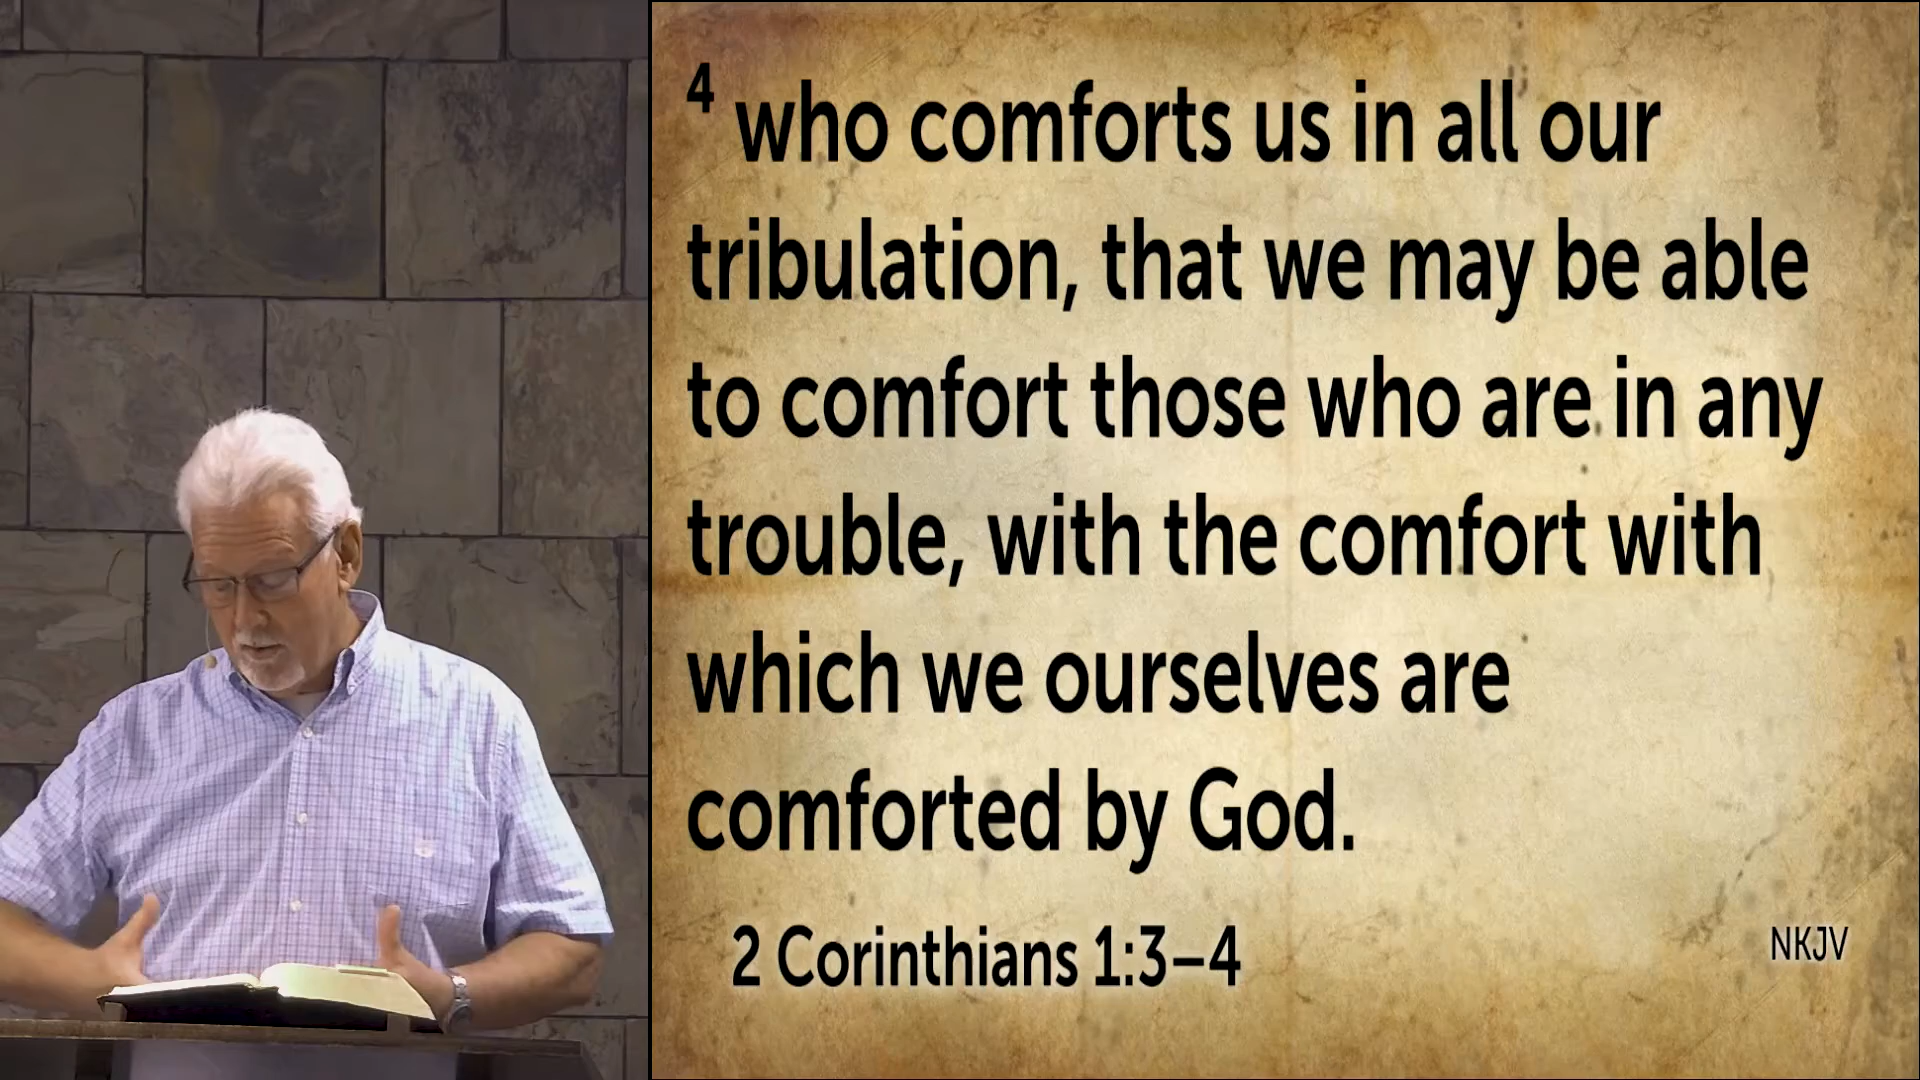 4 who comforts us in all our
tribulation, that we may be able
to comfort those who are in any
trouble, with the comfort with
which we ourselves are
comforted by God.
2 Corinthians 1:3–4
NKJV